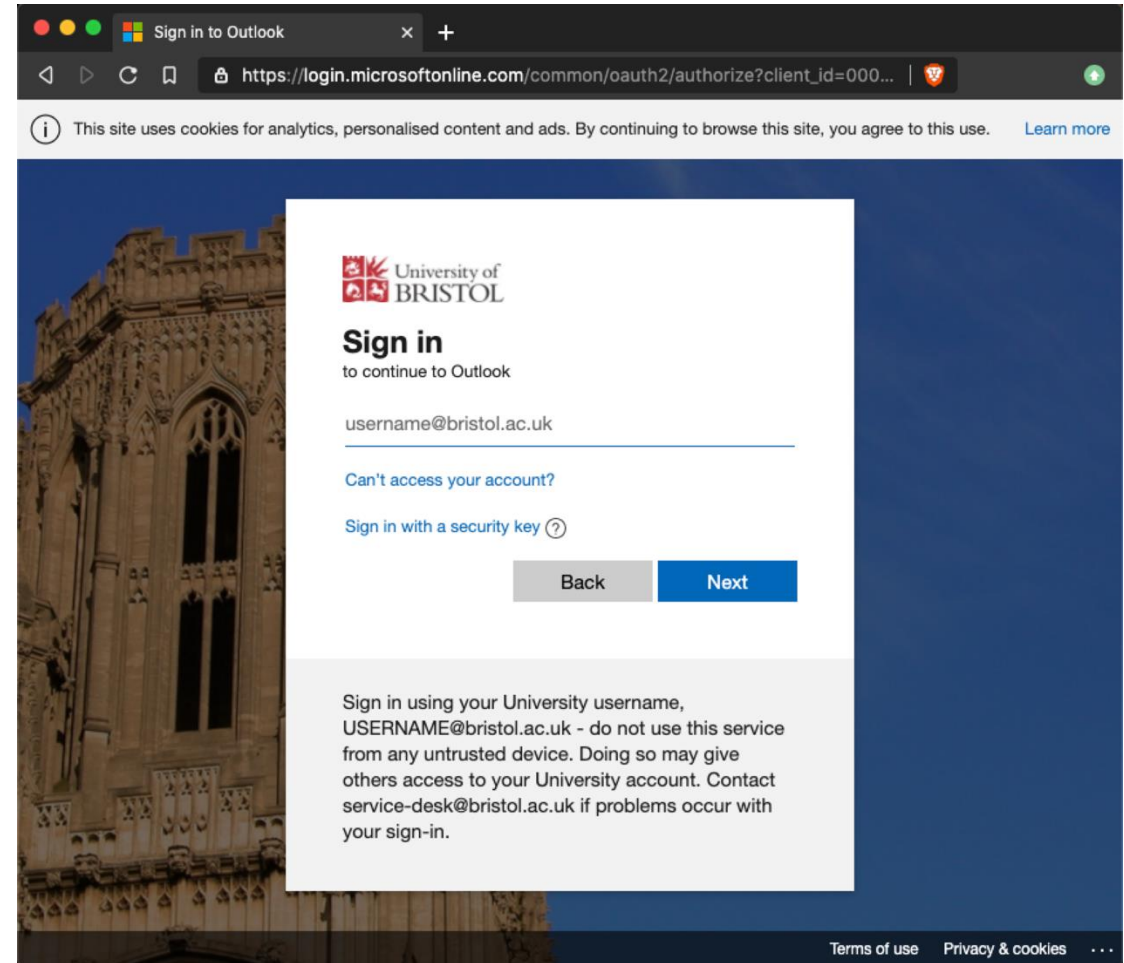 Sign in to Outlook
https://login.microsoftonline.com/common/oauth2/authorize?client_id=000...
This site uses cookies for analytics, personalised content and ads. By continuing to browse this site, you agree to this use. Learn more
University of
BRISTOL
Sign in
to continue to Outlook
username@bristol.ac.uk
Can't access your account?
Sign in with a security key
Back Next
Sign in using your University username,
USERNAME@bristol.ac.uk - do not use this service
from any untrusted device. Doing so may give
others access to your University account. Contact
service-desk@bristol.ac.uk if problems occur with
your sign-in.
Terms of use Privacy & cookies ...